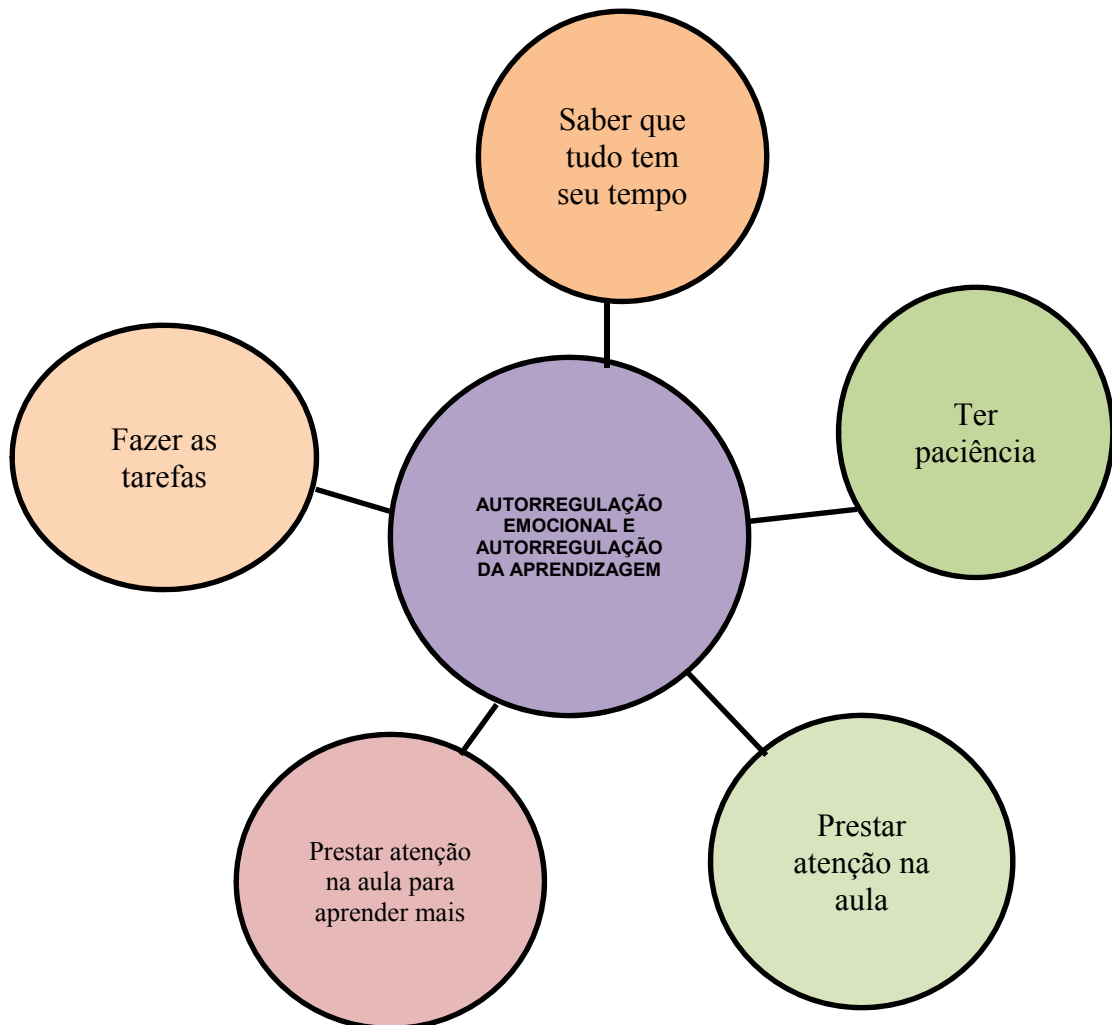 Saber que
tudo tem
seu tempo
Ter
paciência
Fazer as
tarefas
AUTORREGULAÇÃO
EMOCIONAL E
AUTORREGULAÇÃO
DA APRENDIZAGEM
Prestar atenção
na aula para
aprender mais
Prestar
atenção na
aula